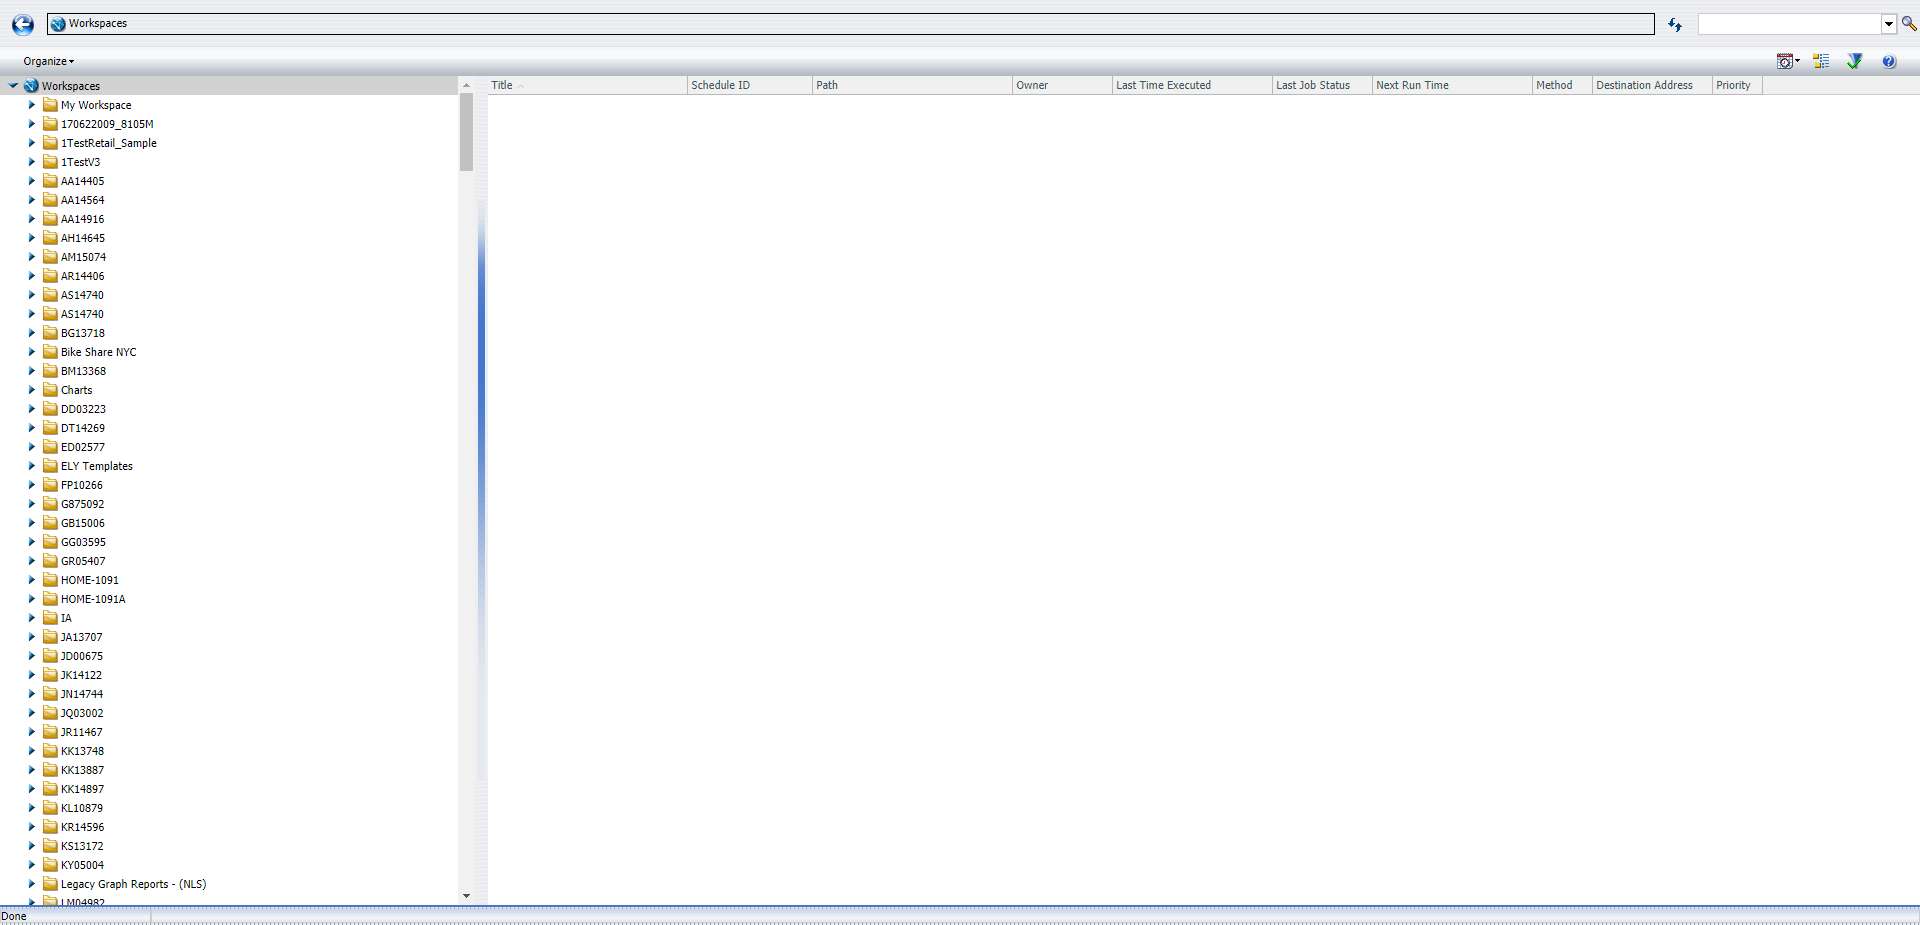 Workspaces
Organize
Workspaces
Title Schedule ID Path Owner Last Time Executed Last Job Status Next Run Time Method Destination Address Priority
My Workspace
170622009_8105M
1TestRetail_Sample
1TestV3
AA14405
AA14564
AA14916
AH14645
AM15074
AR14406
AS14740
AS14740
BG13718
Bike Share NYC
BM13368
Charts
DD03223
DT14269
ED02577
ELY Templates
FP10266
G875092
GB15006
GG03595
GR05407
HOME-1091
HOME-1091A
IA
JA13707
JD00675
JK14122
JN14744
JQ03002
JR11467
KK13748
KK13887
KK14897
KL10879
KR14596
KS13172
KY05004
Legacy Graph Reports - (NLS)
LM04982
Done